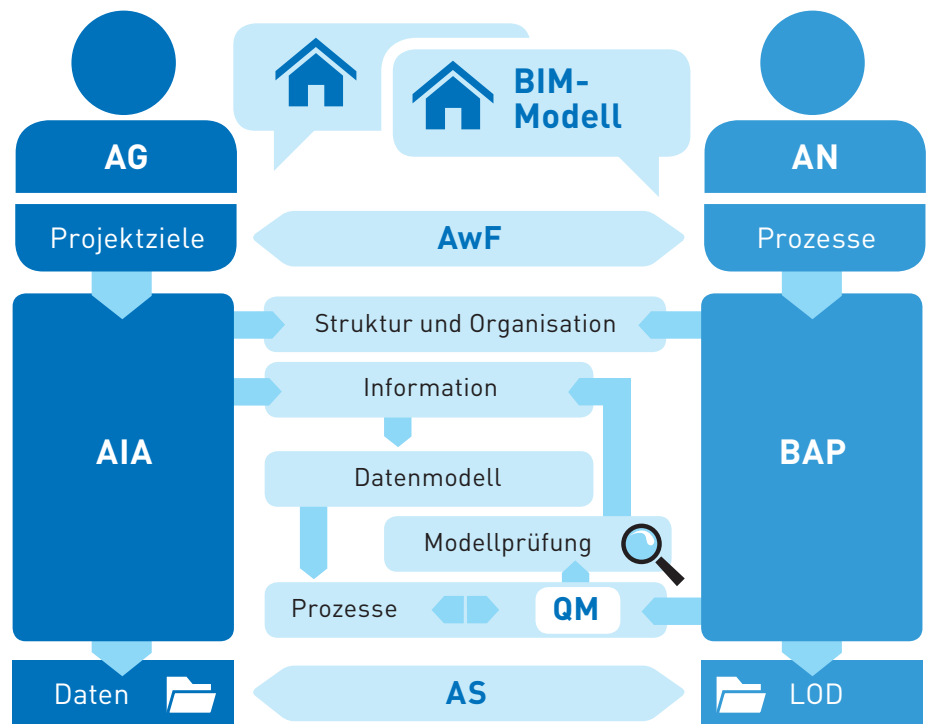 BIM-
Modell
AG
AN
Projektziele
AwF
Prozesse
Struktur und Organisation
Information
AIA
BAP
Datenmodell
Modellprüfung
Prozesse
QM
Daten
AS
LOD